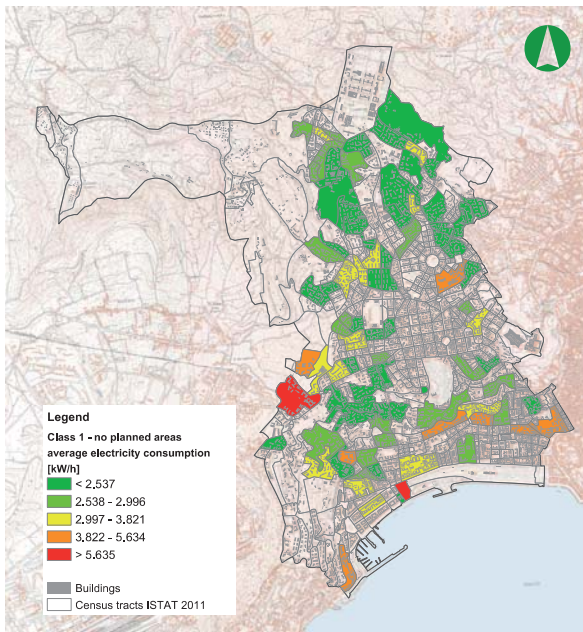 Legend
Class 1 - no planned areas
average electricity consumption
[kW/h]
< 2.537
2.538 - 2.996
2.997 - 3.821
3.822 - 5.634
> 5.635
Buildings
Census tracts ISTAT 2011